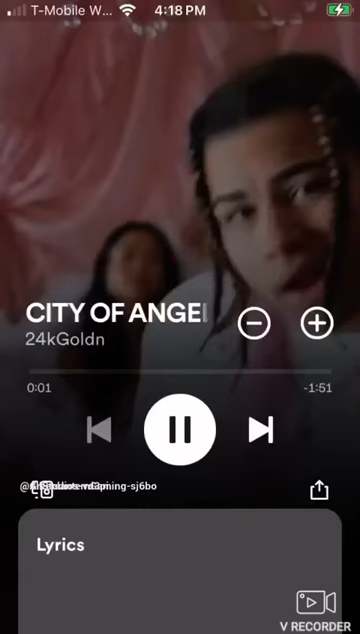 T-Mobile W... 4:18 PM
CITY OF ANGE
24kGoldn
0:01 -1:51
Lyrics
V RECORDER